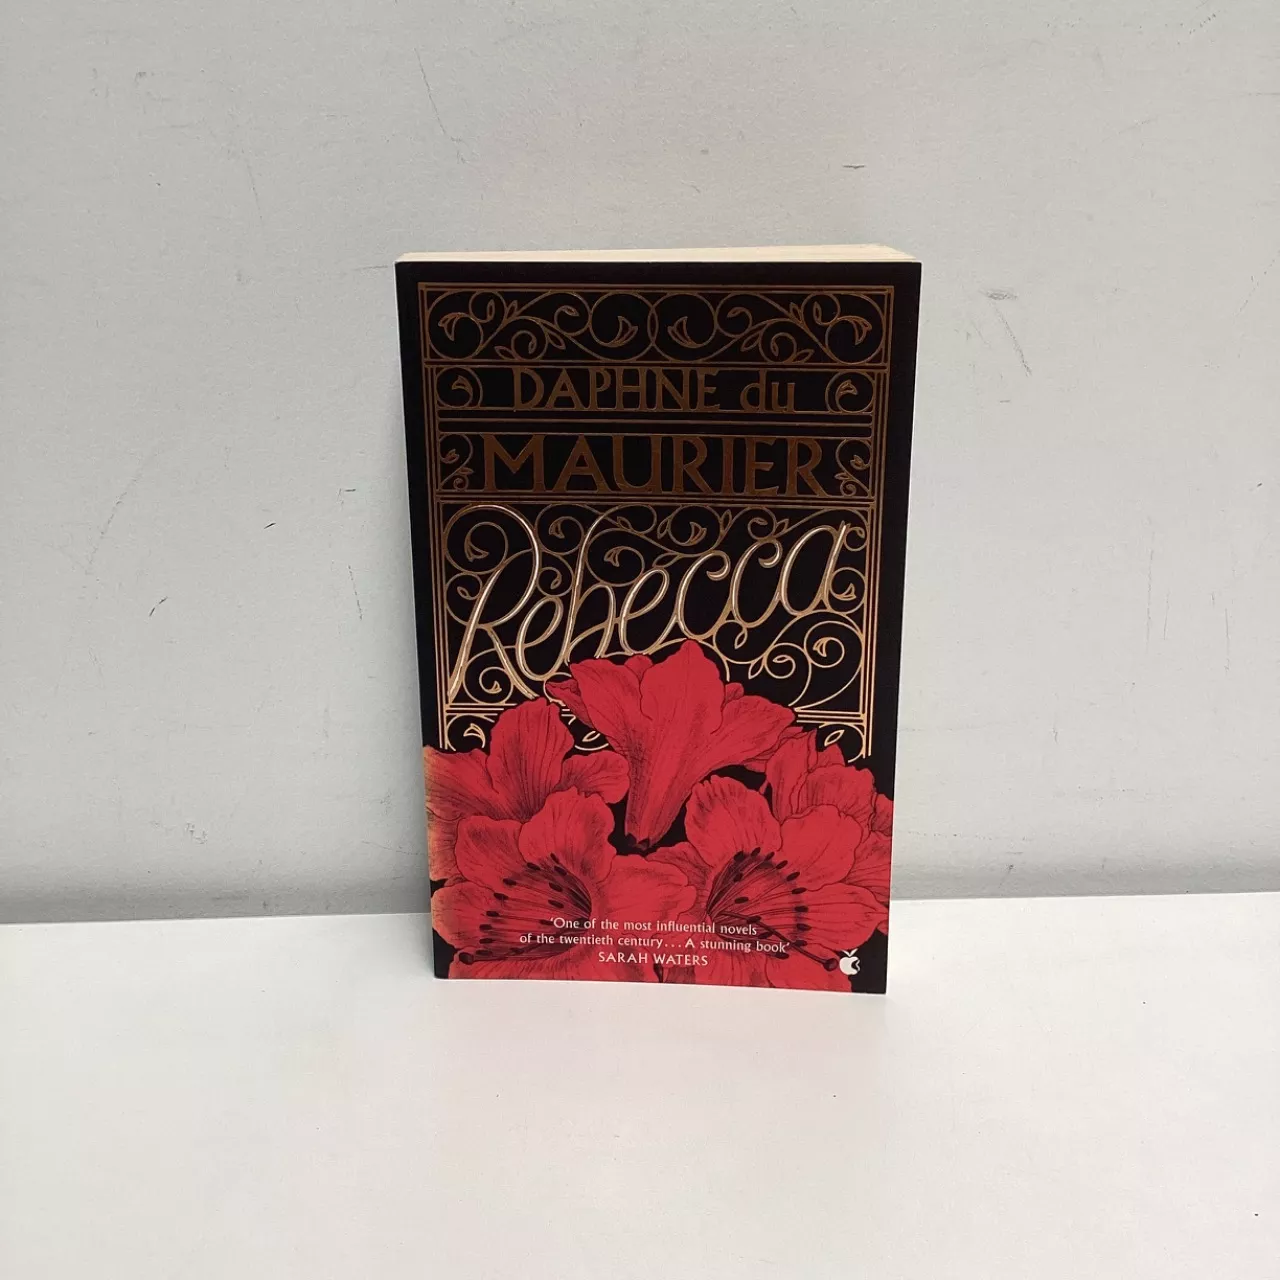 DAPHNE du
MAURIER
Rebecca
'One of the most influential novels
of the twentieth century... A stunning book'
SARAH WATERS